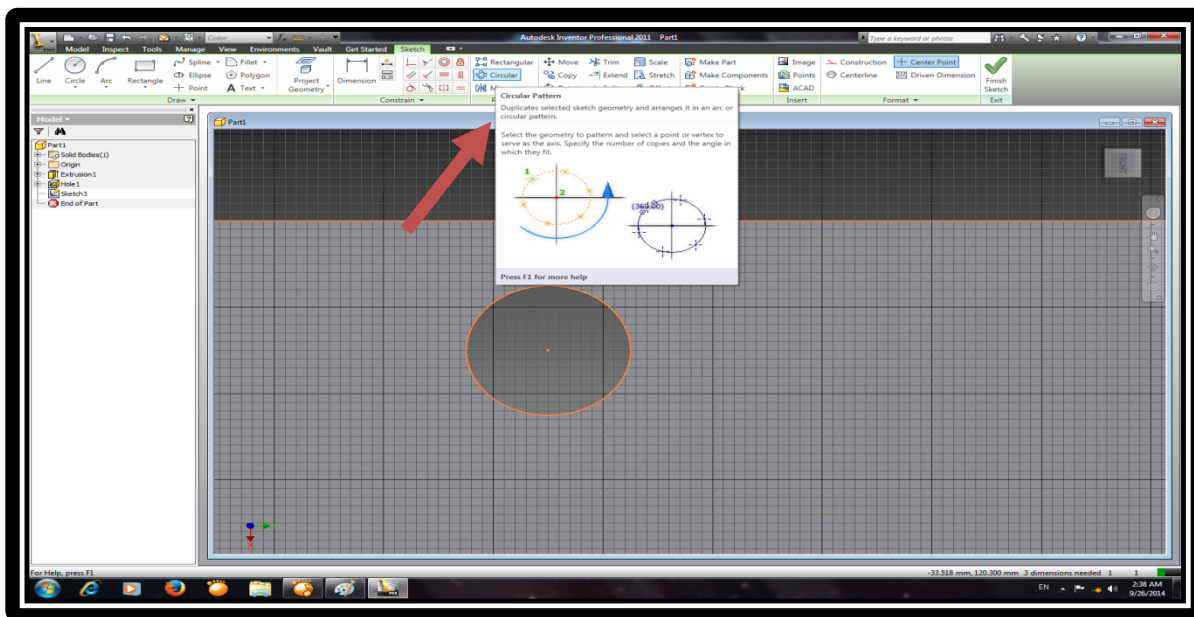 Color
Autodesk Inventor Professional 2011 Part1
Type a keyword or phrase
PRO
Model Inspect Tools Manage View Environments Vault Get Started Sketch
Line Circle Arc Rectangle
Spline Fillet
Ellipse Polygon
Point A Text
Project Geometry
Dimension
Rectangular Move Trim Scale Make Part
Circular Copy Extend Stretch Make Components
Image Construction Center Point
Points Centerline Driven Dimension
ACAD
Finish Sketch
Draw Constrain Insert Format Exit
Model
Part1
Solid Bodies(1)
Origin
Extrusion1
Hole1
Sketch3
End of Part
Part1
Circular Pattern
Duplicates selected sketch geometry and arranges it in an arc or
circular pattern.
Select the geometry to pattern and select a point or vertex to
serve as the axis. Specify the number of copies and the angle in
which they fit.
1
2
(360.00)
Press F1 for more help
FRONT
X
For Help, press F1
-33.518 mm, 120.300 mm 3 dimensions needed 1 1
EN
2:38 AM
9/26/2014